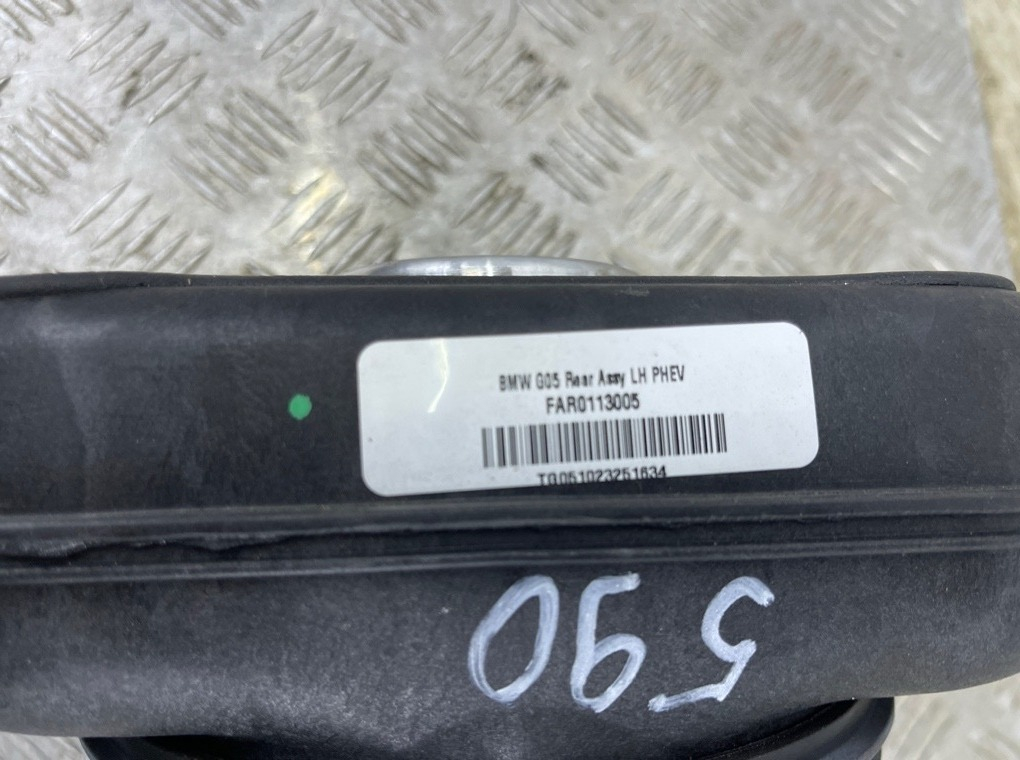 BMW G05 Rear Assy LH PHEV
FAR0113005
TG051023251634
590